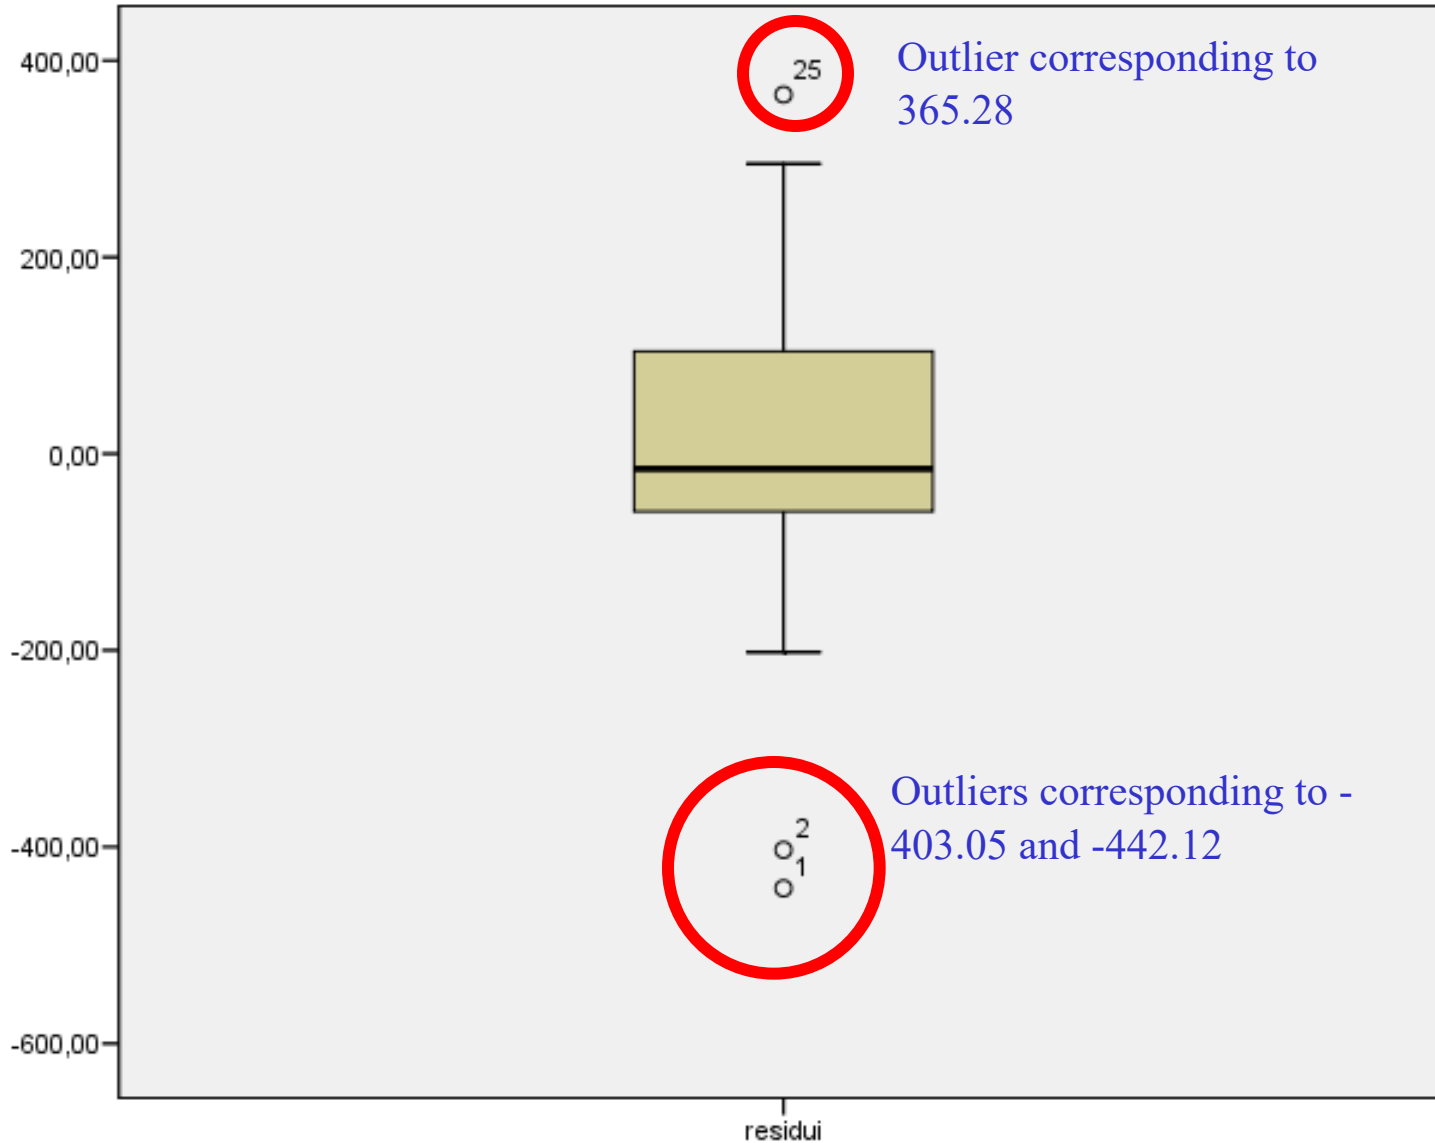 400,00
25
Outlier corresponding to
365.28
200,00
0,00
-200,00
Outliers corresponding to -
403.05 and -442.12
2
-400,00
1
-600,00
residui